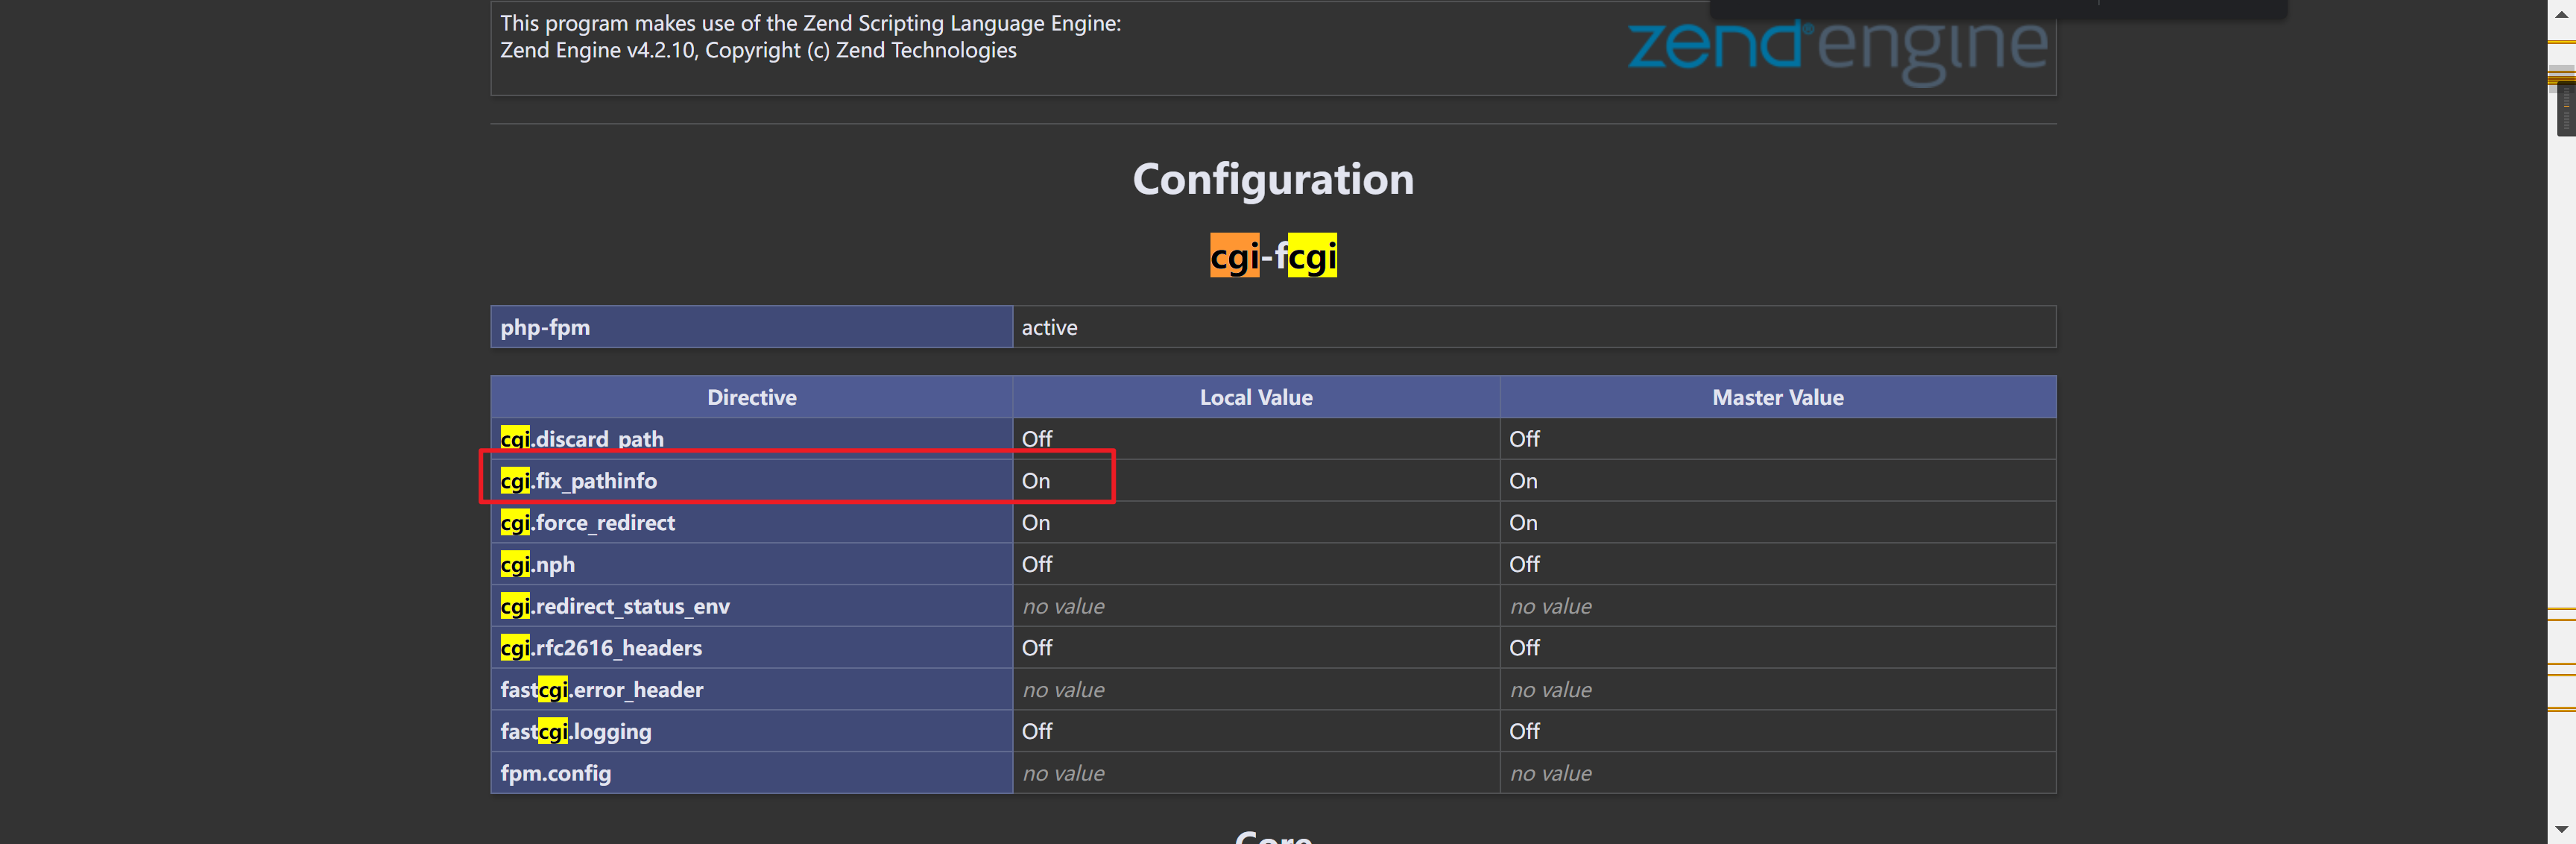 This program makes use of the Zend Scripting Language Engine:
Zend Engine v4.2.10, Copyright (c) Zend Technologies
zend® engine
Configuration
cgi-fcgi
php-fpm active
Directive Local Value Master Value
cgi.discard_path Off Off
cgi.fix_pathinfo On On
cgi.force_redirect On On
cgi.nph Off Off
cgi.redirect_status_env no value no value
cgi.rfc2616_headers Off Off
fastcgi.error_header no value no value
fastcgi.logging Off Off
fpm.config no value no value
Core